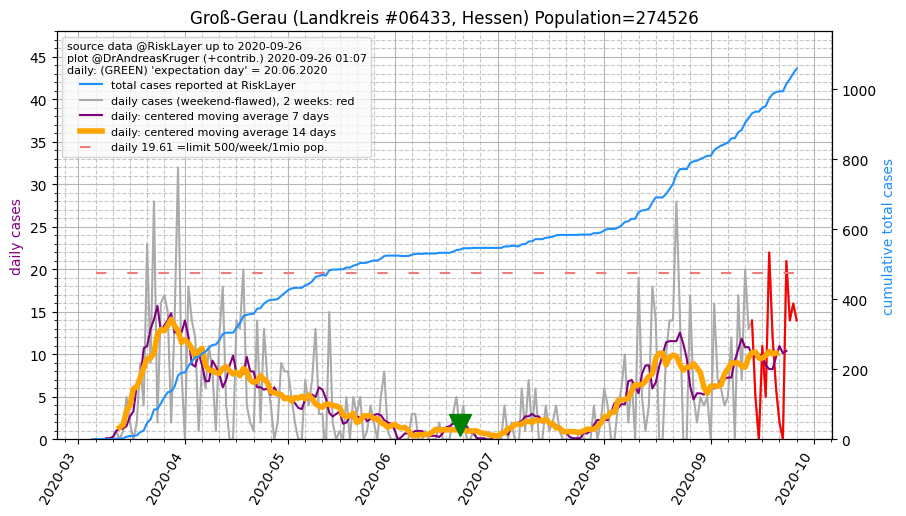 Groß-Gerau (Landkreis #06433, Hessen) Population=274526
source data @RiskLayer up to 2020-09-26
plot @DrAndreasKruger (+contrib.) 2020-09-26 01:07
daily: (GREEN) 'expectation day' = 20.06.2020
total cases reported at RiskLayer
daily cases (weekend-flawed), 2 weeks: red
daily: centered moving average 7 days
daily: centered moving average 14 days
daily 19.61 =limit 500/week/1mio pop.
daily cases
45
40
35
30
25
20
15
10
5
0
cumulative total cases
1000
800
600
400
200
0
2020-03
2020-04
2020-05
2020-06
2020-07
2020-08
2020-09
2020-10